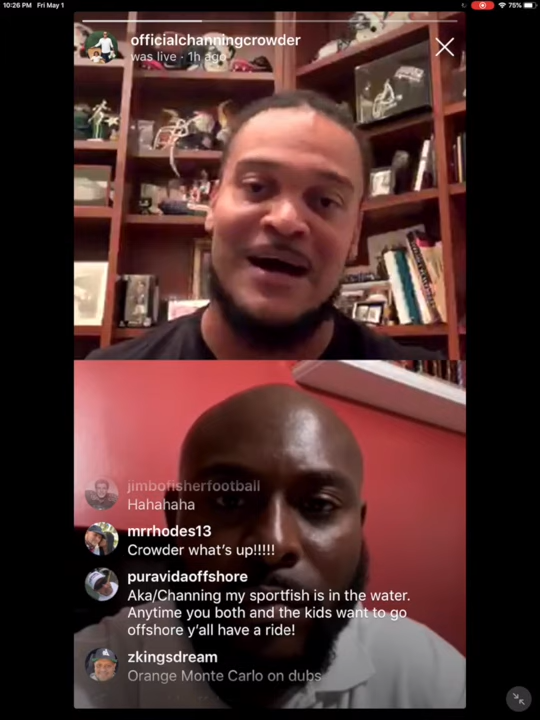 10:26 PM Fri May 1
75%
officialchanningcrowder
was live · 1h ago
jimbofisherfootball
Hahahaha
mrrhodes13
Crowder what's up!!!!!
puravidaoffshore
Aka/Channing my sportfish is in the water.
Anytime you both and the kids want to go
offshore y'all have a ride!
zkingsdream
Orange Monte Carlo on dubs